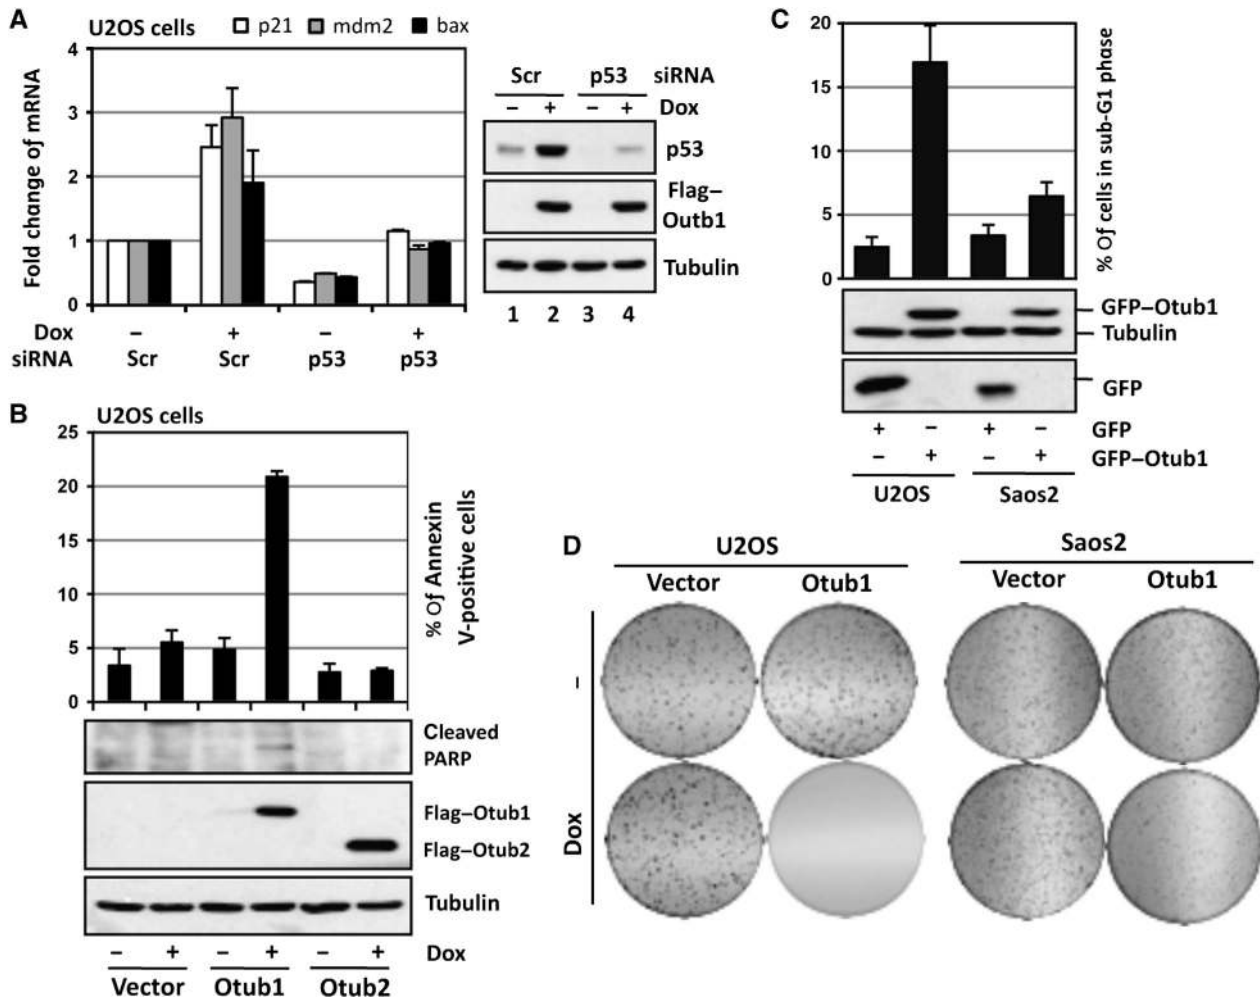 A
U2OS cells
p21 mdm2 bax
Fold change of mRNA
4
3
2
1
0
Dox − + − +
siRNA Scr Scr p53 p53
Scr p53 siRNA
− + − + Dox
p53
Flag–
Outb1
Tubulin
1 2 3 4
B
U2OS cells
25
20
15
10
5
0
% Of Annexin
V-positive cells
Cleaved
PARP
Flag–Otub1
Flag–Otub2
Tubulin
− + − + − + Dox
Vector Otub1 Otub2
C
20
15
10
5
0
% Of cells in sub-G1 phase
GFP–Otub1
Tubulin
GFP
+ − + − GFP
− + − + GFP–Otub1
U2OS Saos2
D
U2OS Saos2
Vector Otub1 Vector Otub1
−
Dox